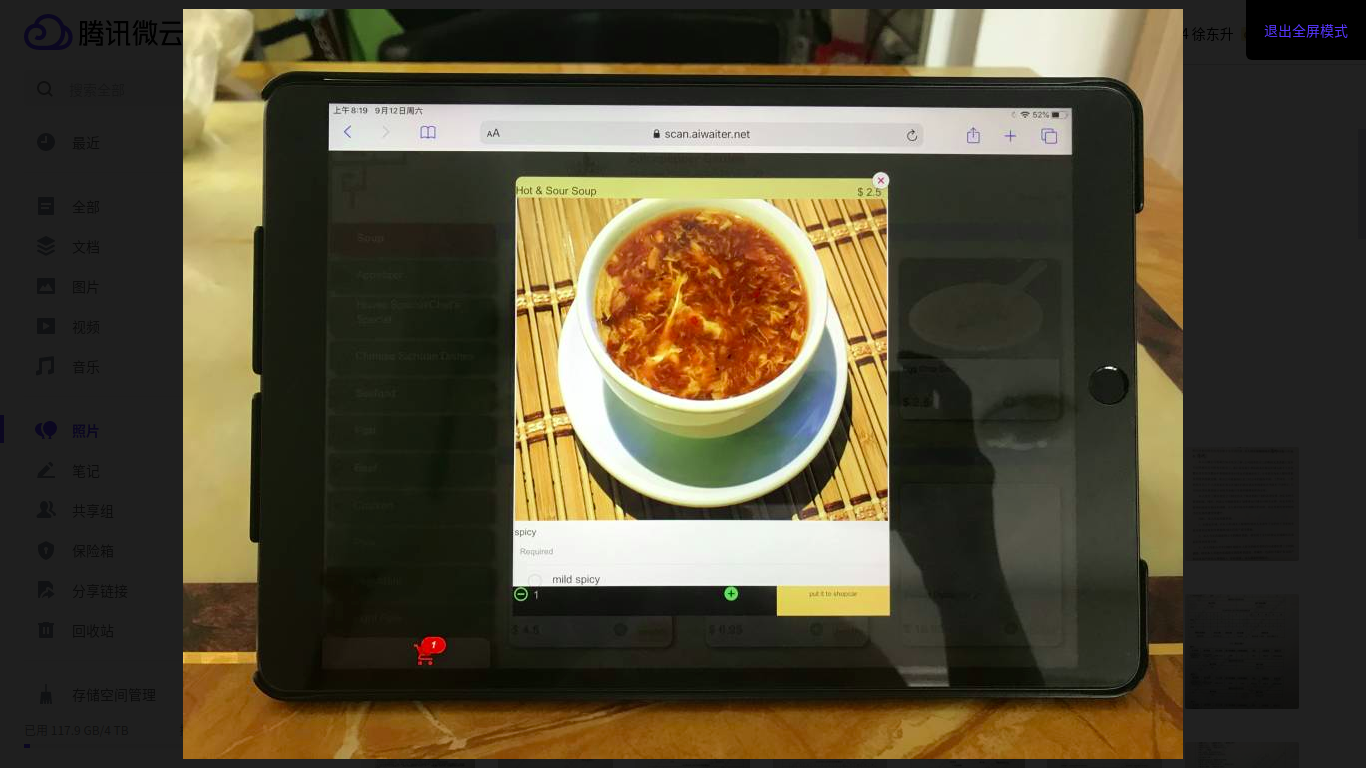 腾讯微云
徐东升
退出全屏模式
搜索全部
最近
全部
文档
图片
视频
音乐
照片
笔记
共享组
保险箱
分享链接
回收站
存储空间管理
已用 117.9 GB/4 TB
上午8:19 9月12日周六
52%
AA
scan.aiwaiter.net
Hot & Sour Soup
$ 2.5
Soup
Appetizer
Chinese Sichuan Dishes
Seafood
Beef
spicy
Required
mild spicy
1
put it to shopcar
$ 4.5
$ 6.95
1